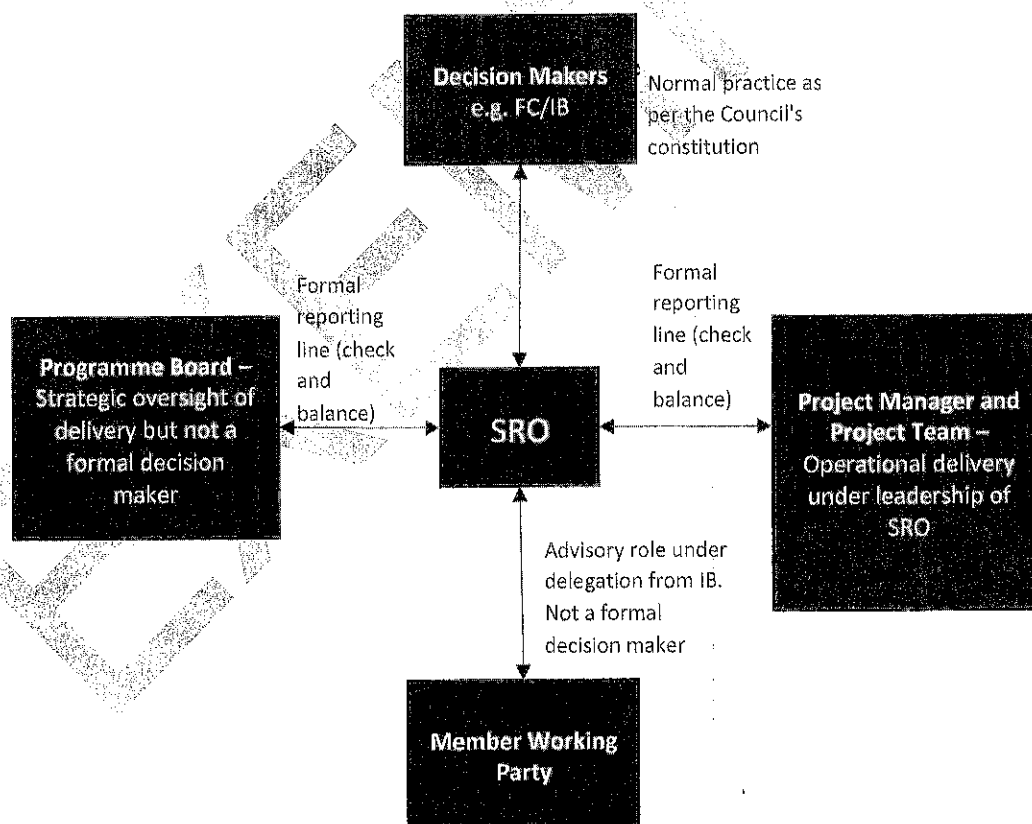 Decision Makers
e.g. FC/IB
Normal practice as
per the Council's
constitution
Formal
reporting
line (check
and
balance)
Formal
reporting
line (check
and
balance)
Programme Board –
Strategic oversight of
delivery but not a
formal decision
maker
SRO
Project Manager and
Project Team –
Operational delivery
under leadership of
SRO
Advisory role under
delegation from IB.
Not a formal
decision maker
Member Working
Party